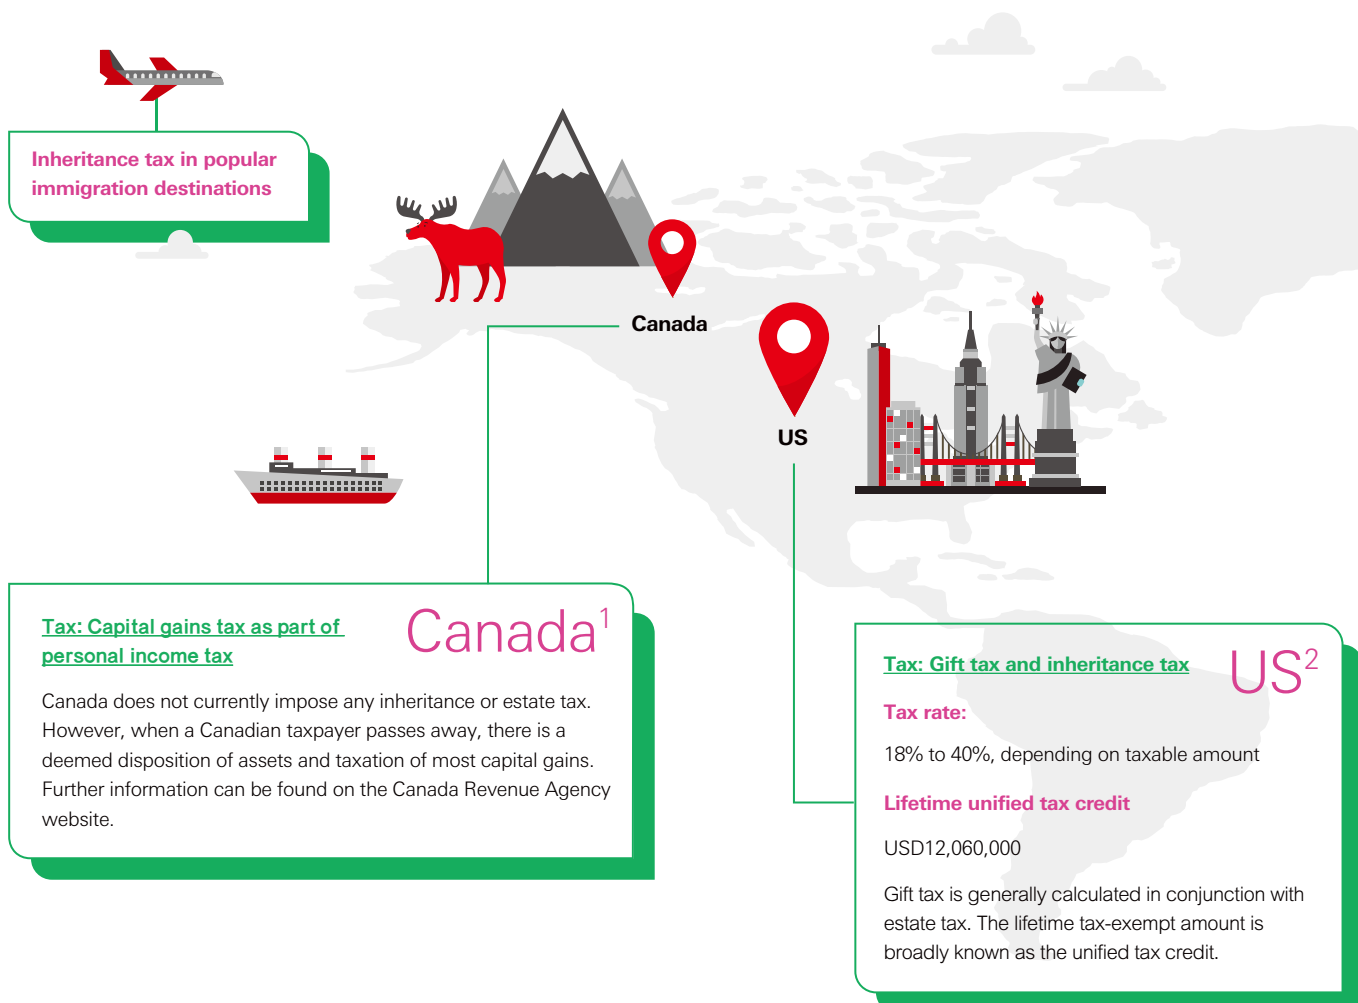 Inheritance tax in popular
immigration destinations
Canada
US
Tax: Capital gains tax as part of
personal income tax
Canada¹
Canada does not currently impose any inheritance or estate tax.
However, when a Canadian taxpayer passes away, there is a
deemed disposition of assets and taxation of most capital gains.
Further information can be found on the Canada Revenue Agency
website.
Tax: Gift tax and inheritance tax
US²
Tax rate:
18% to 40%, depending on taxable amount
Lifetime unified tax credit
USD12,060,000
Gift tax is generally calculated in conjunction with
estate tax. The lifetime tax-exempt amount is
broadly known as the unified tax credit.